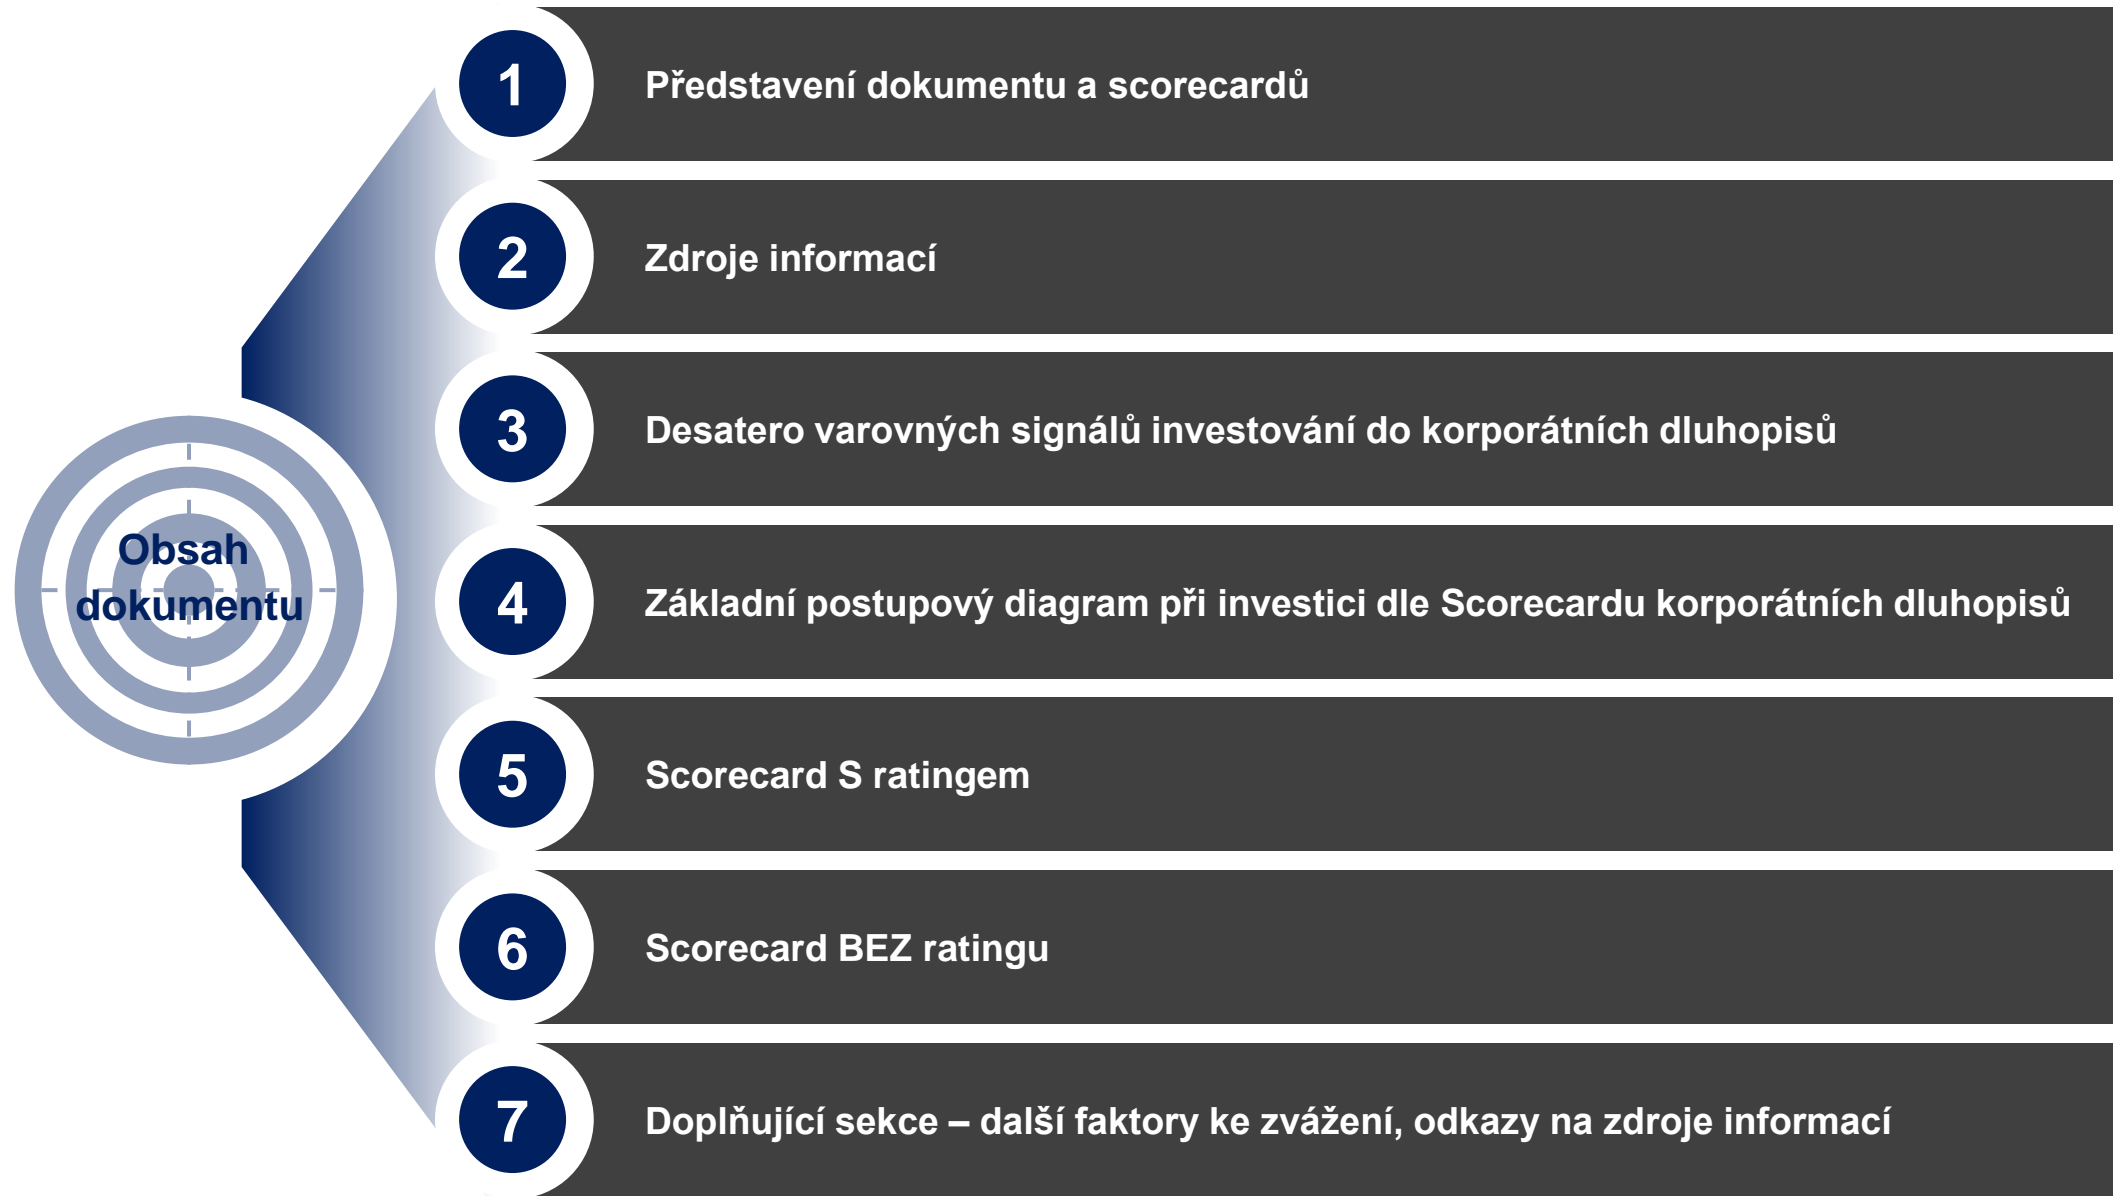 Obsah
dokumentu
1
Představení dokumentu a scorecardů
2
Zdroje informací
3
Desatero varovných signálů investování do korporátních dluhopisů
4
Základní postupový diagram při investici dle Scorecardu korporátních dluhopisů
5
Scorecard S ratingem
6
Scorecard BEZ ratingu
7
Doplňující sekce – další faktory ke zvážení, odkazy na zdroje informací